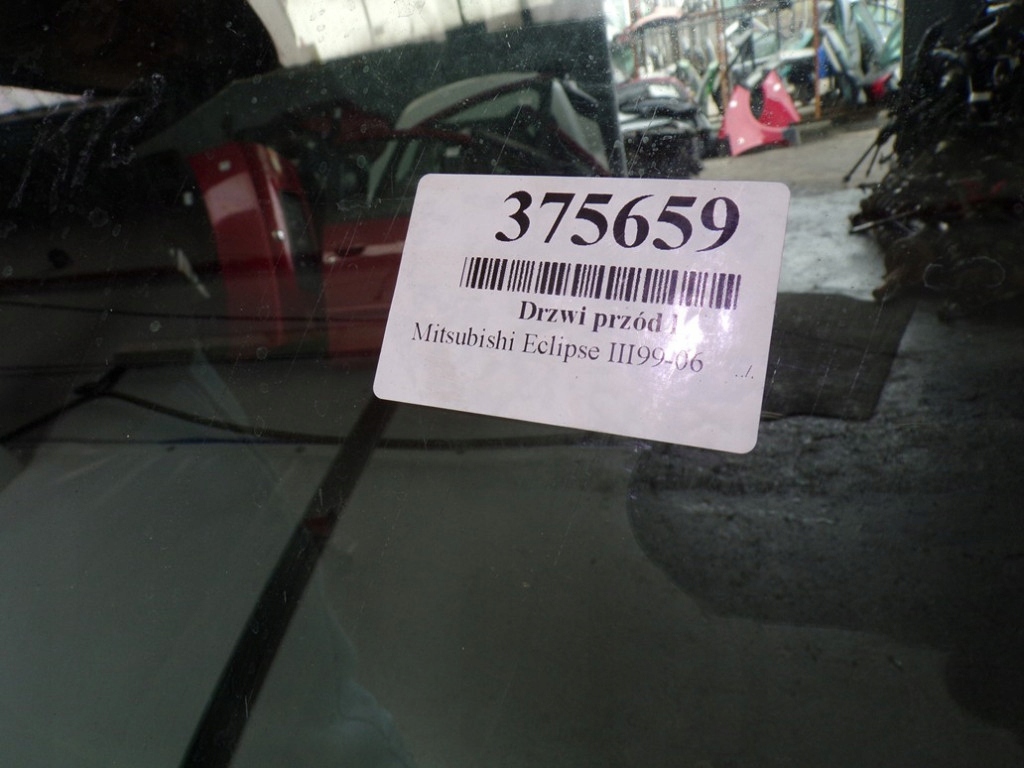 375659
Drzwi przód
Mitsubishi Eclipse III99-06
../.